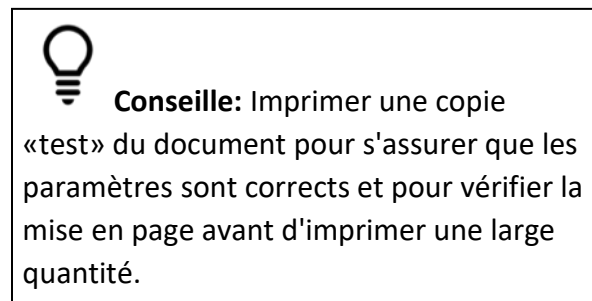 Conseille: Imprimer une copie
«test» du document pour s'assurer que les
paramètres sont corrects et pour vérifier la
mise en page avant d'imprimer une large
quantité.